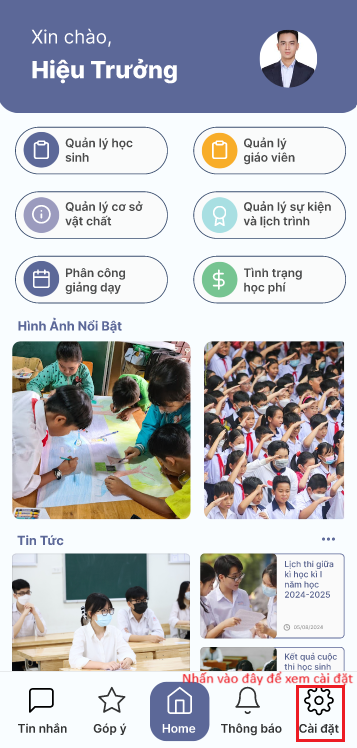 Xin chào,
Hiệu Trưởng
Quản lý học
sinh
Quản lý
giáo viên
Quản lý cơ sở
vật chất
Quản lý sự kiện
và lịch trình
Phân công
giảng dạy
Tình trạng
học phí
Hình Ảnh Nổi Bật
Tin Tức
Lịch thi giữa
kì học kì I
năm học
2024-2025
05/08/2024
Kết quả cuộc
thi học sinh
Nhấn vào đây để xem cài đặt
Tin nhắn
Góp ý
Home
Thông báo
Cài đặt